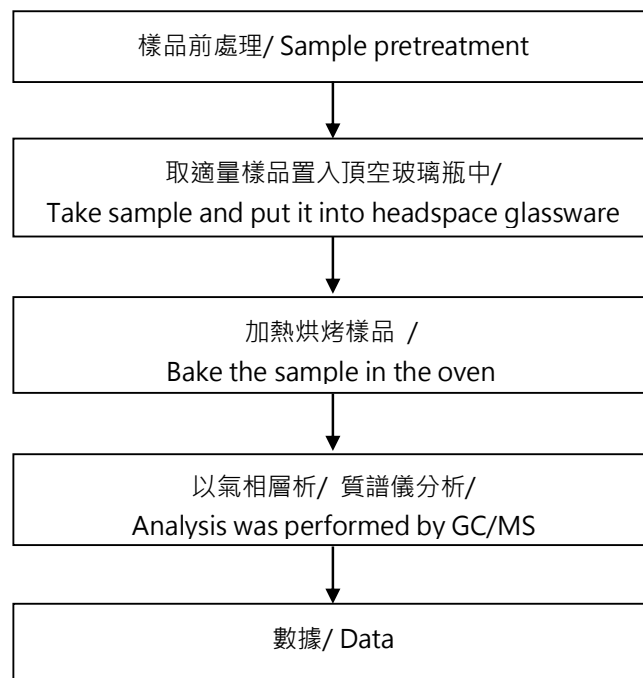 樣品前處理/ Sample pretreatment
取適量樣品置入頂空玻璃瓶中/
Take sample and put it into headspace glassware
加熱烘烤樣品 /
Bake the sample in the oven
以氣相層析/ 質譜儀分析/
Analysis was performed by GC/MS
數據/ Data